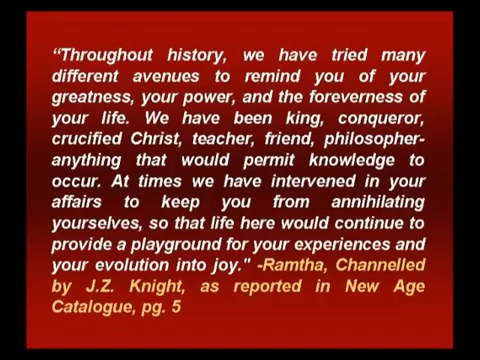 “Throughout history, we have tried many
different avenues to remind you of your
greatness, your power, and the foreverness of
your life. We have been king, conqueror,
crucified Christ, teacher, friend, philosopher-
anything that would permit knowledge to
occur. At times we have intervened in your
affairs to keep you from annihilating
yourselves, so that life here would continue to
provide a playground for your experiences and
your evolution into joy." -Ramtha, Channelled
by J.Z. Knight, as reported in New Age
Catalogue, pg. 5